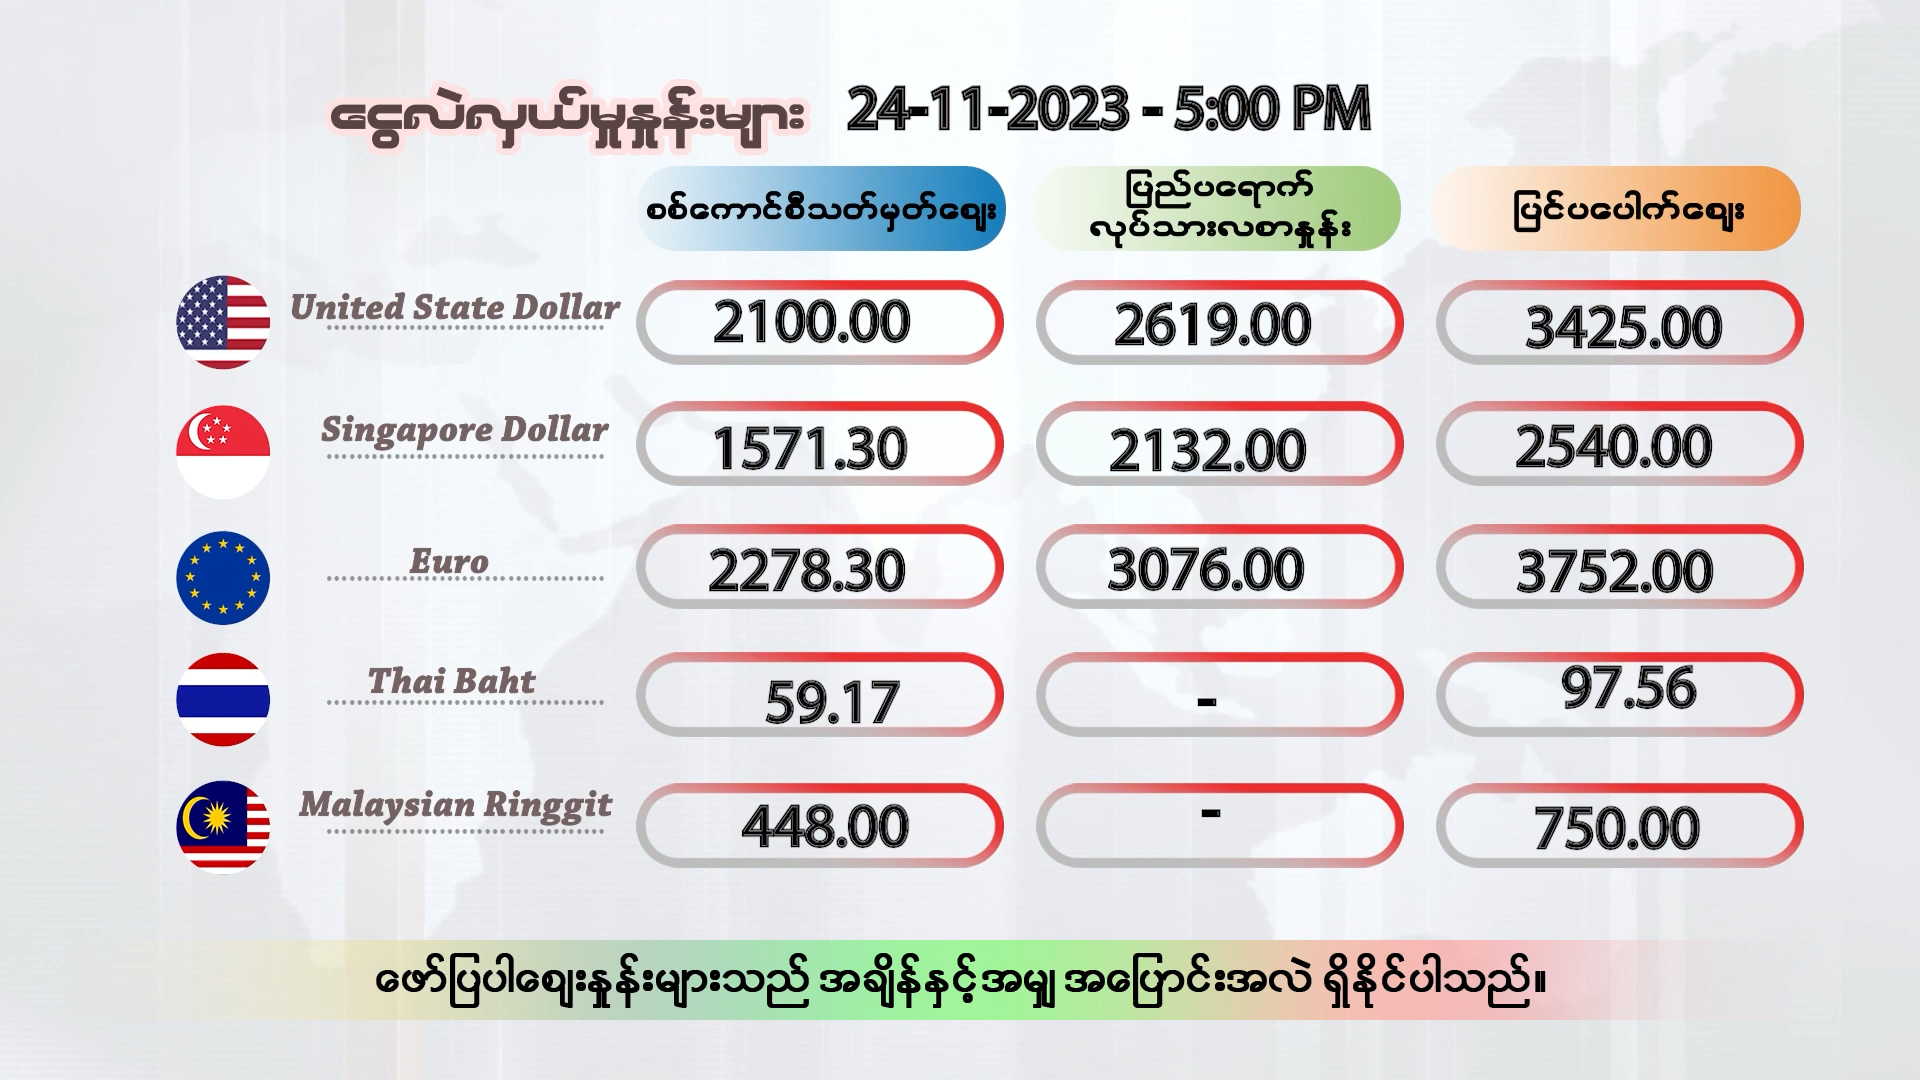 ငွေလဲလှယ်မှုနှုန်းများ 24-11-2023 - 5:00 PM
စစ်ကောင်စီသတ်မှတ်ဈေး
ပြည်ပရောက်
လုပ်သားလစာနှုန်း
ပြင်ပပေါက်ဈေး
United State Dollar 2100.00 2619.00 3425.00
Singapore Dollar 1571.30 2132.00 2540.00
Euro 2278.30 3076.00 3752.00
Thai Baht 59.17 - 97.56
Malaysian Ringgit 448.00 - 750.00
ဖော်ပြပါဈေးနှုန်းများသည် အချိန်နှင့်အမျှ အပြောင်းအလဲ ရှိနိုင်ပါသည်။